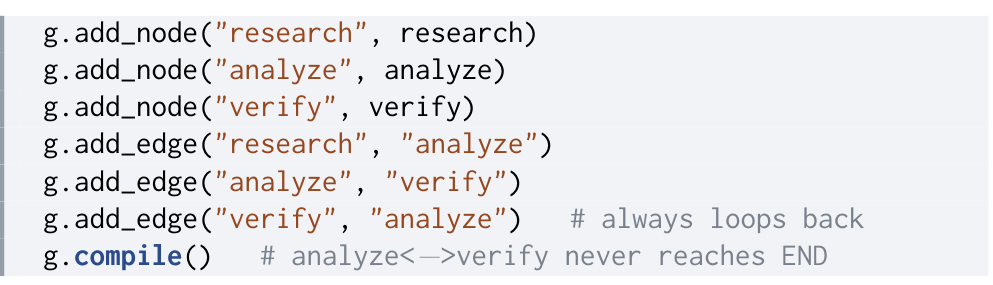 g.add_node("research", research)
g.add_node("analyze", analyze)
g.add_node("verify", verify)
g.add_edge("research", "analyze")
g.add_edge("analyze", "verify")
g.add_edge("verify", "analyze")   # always loops back
g.compile()   # analyze<—>verify never reaches END